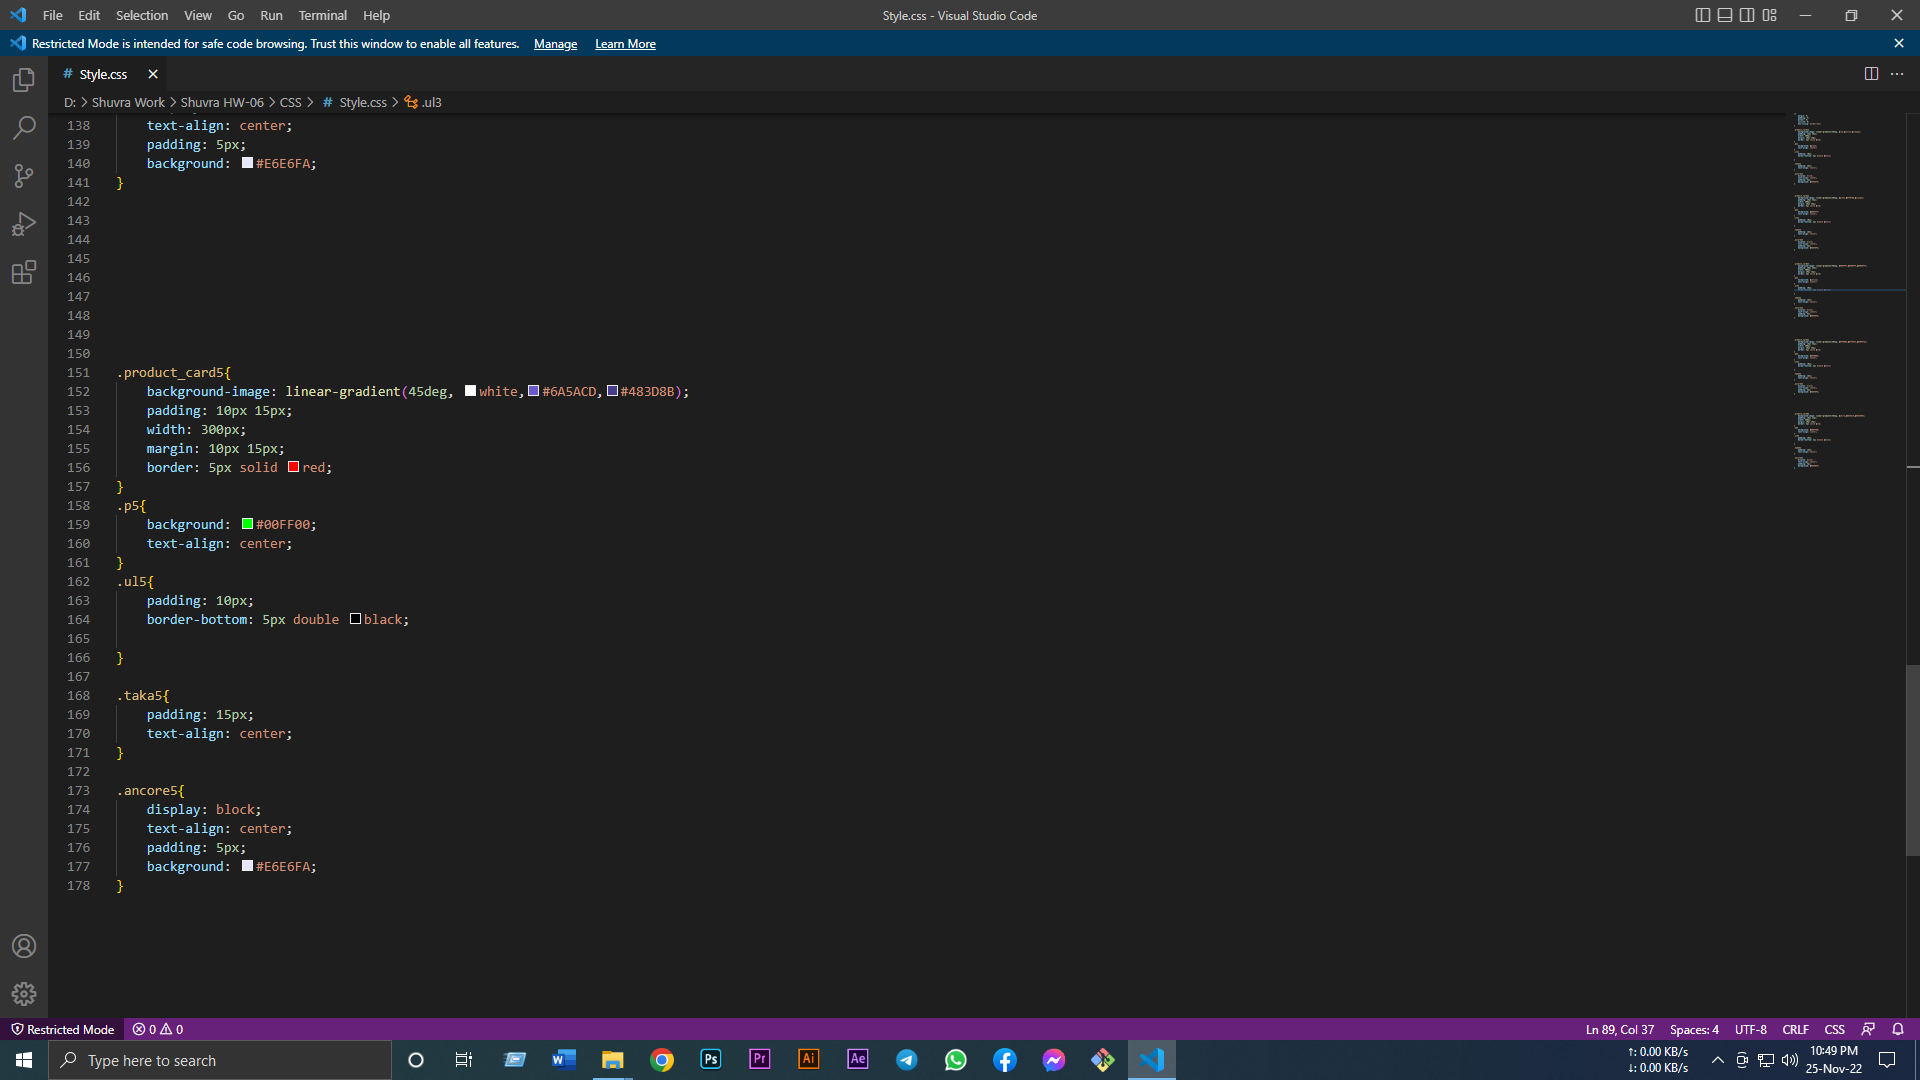 File Edit Selection View Go Run Terminal Help Style.css - Visual Studio Code
Restricted Mode is intended for safe code browsing. Trust this window to enable all features. Manage Learn More
# Style.css
D: > Shuvra Work > Shuvra HW-06 > CSS > # Style.css > .ul3
138 text-align: center;
139 padding: 5px;
140 background: #E6E6FA;
141 }
142
143
144
145
146
147
148
149
150
151 .product_card5{
152 background-image: linear-gradient(45deg, white,#6A5ACD,#483D8B);
153 padding: 10px 15px;
154 width: 300px;
155 margin: 10px 15px;
156 border: 5px solid red;
157 }
158 .p5{
159 background: #00FF00;
160 text-align: center;
161 }
162 .ul5{
163 padding: 10px;
164 border-bottom: 5px double black;
165
166 }
167
168 .taka5{
169 padding: 15px;
170 text-align: center;
171 }
172
173 .ancore5{
174 display: block;
175 text-align: center;
176 padding: 5px;
177 background: #E6E6FA;
178 }
Restricted Mode 0 0 Ln 89, Col 37 Spaces: 4 UTF-8 CRLF CSS
Type here to search
W Ps Pr Ai Ae
↑: 0.00 KB/s
↓: 0.00 KB/s
10:49 PM
25-Nov-22